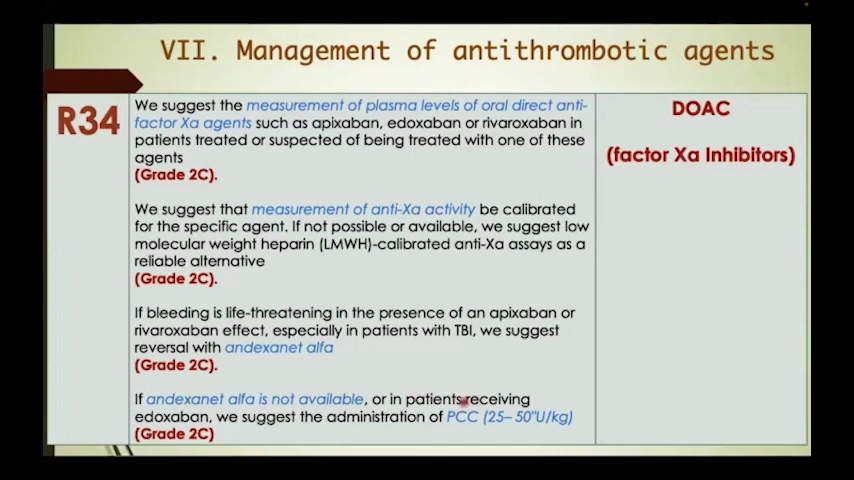 VII. Management of antithrombotic agents
R34
We suggest the measurement of plasma levels of oral direct anti-
factor Xa agents such as apixaban, edoxaban or rivaroxaban in
patients treated or suspected of being treated with one of these
agents
(Grade 2C).
We suggest that measurement of anti-Xa activity be calibrated
for the specific agent. If not possible or available, we suggest low
molecular weight heparin (LMWH)-calibrated anti-Xa assays as a
reliable alternative
(Grade 2C).
If bleeding is life-threatening in the presence of an apixaban or
rivaroxaban effect, especially in patients with TBI, we suggest
reversal with andexanet alfa
(Grade 2C).
If andexanet alfa is not available, or in patients receiving
edoxaban, we suggest the administration of PCC (25– 50"U/kg)
(Grade 2C)
DOAC
(factor Xa Inhibitors)